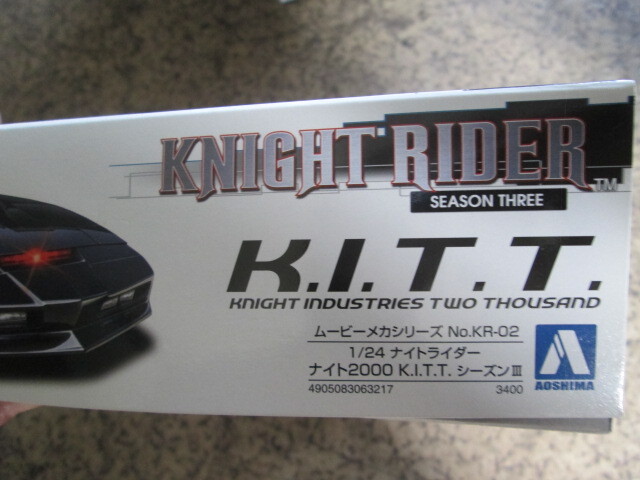 KNIGHT RIDER™
SEASON THREE
K.I.T.T.
KNIGHT INDUSTRIES TWO THOUSAND
ムービーメカシリーズ No.KR-02
1/24 ナイトライダー
ナイト2000 K.I.T.T. シーズンⅢ
4905083063217 3400
AOSHIMA